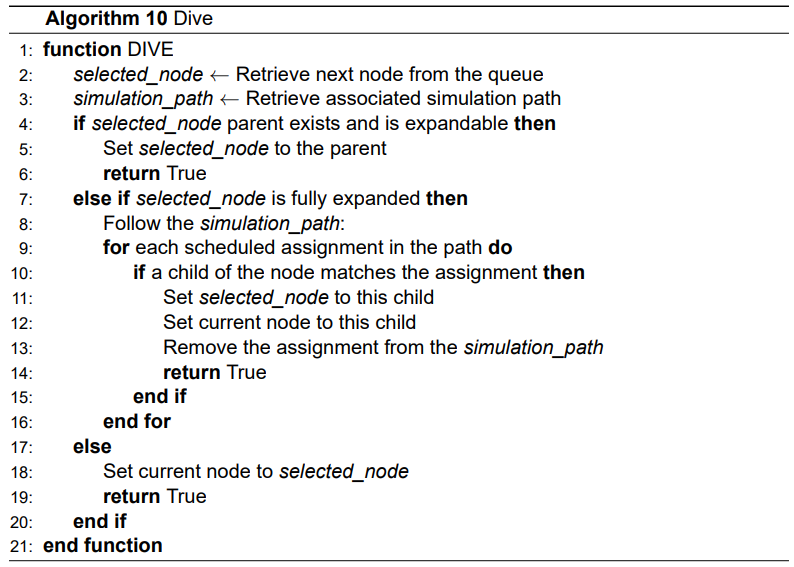 Algorithm 10 Dive
1: function DIVE
2: selected_node ← Retrieve next node from the queue
3: simulation_path ← Retrieve associated simulation path
4: if selected_node parent exists and is expandable then
5: Set selected_node to the parent
6: return True
7: else if selected_node is fully expanded then
8: Follow the simulation_path:
9: for each scheduled assignment in the path do
10: if a child of the node matches the assignment then
11: Set selected_node to this child
12: Set current node to this child
13: Remove the assignment from the simulation_path
14: return True
15: end if
16: end for
17: else
18: Set current node to selected_node
19: return True
20: end if
21: end function